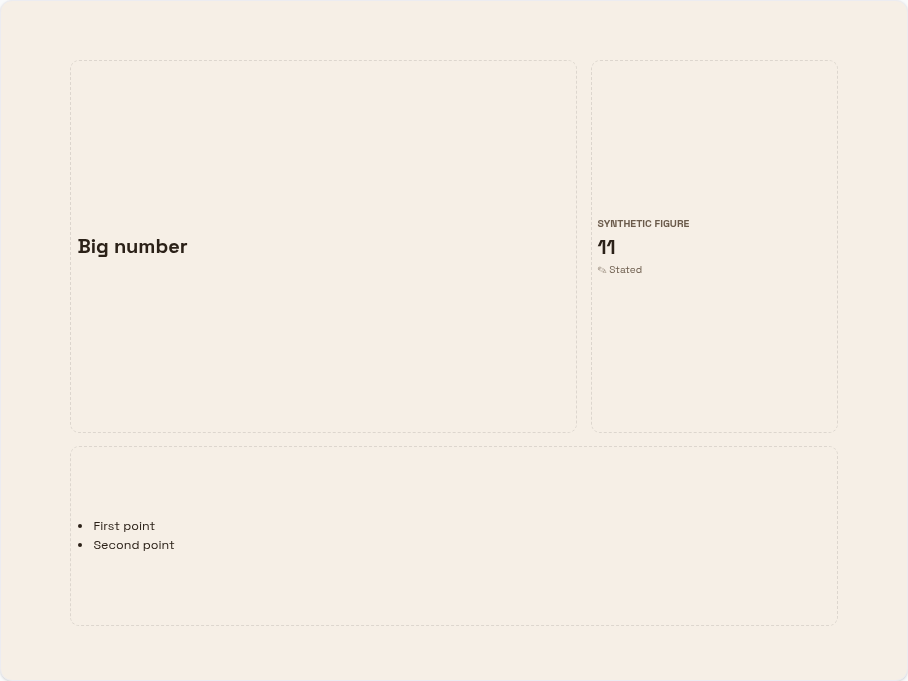 Big number
SYNTHETIC FIGURE
11
✎ Stated
• First point
• Second point